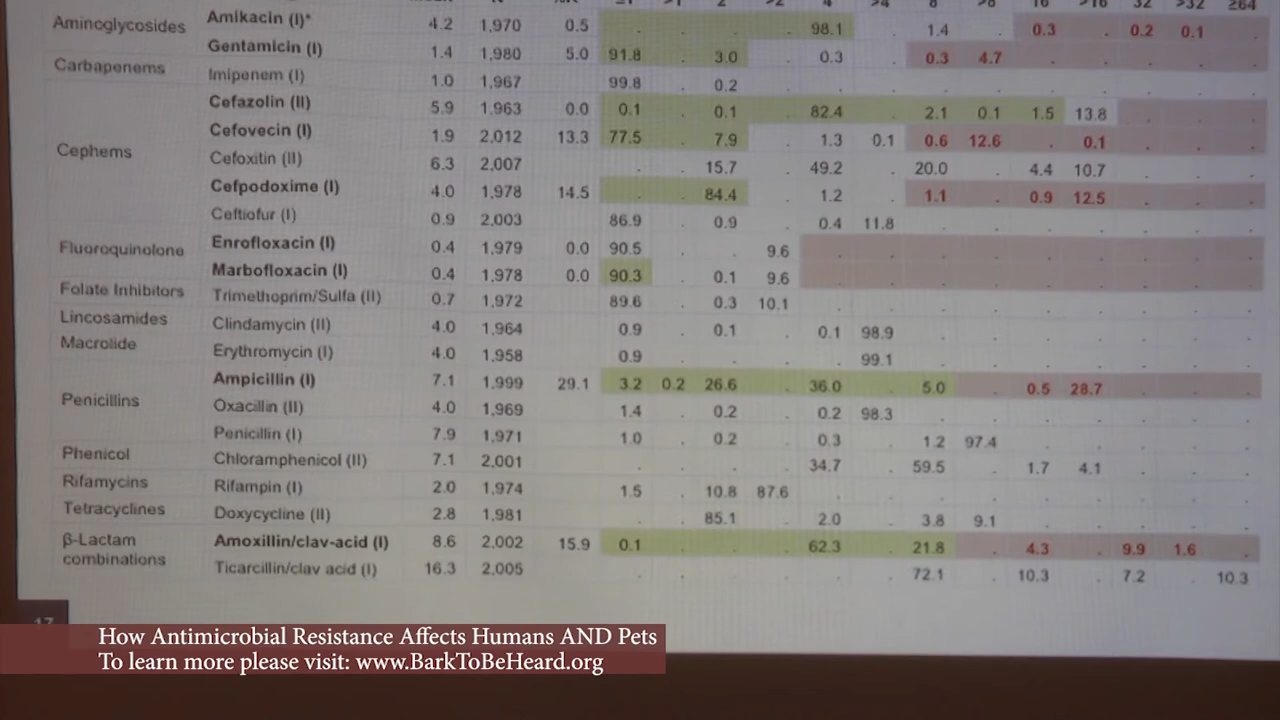 ≤1 >1 2 >2 4 >4 8 >8 16 >16 32 >32 ≥64
Aminoglycosides Amikacin (I)* 4.2 1,970 0.5 . . . . 98.1 . 1.4 . 0.3 . 0.2 0.1 .
Gentamicin (I) 1.4 1,980 5.0 91.8 . 3.0 . 0.3 . 0.3 4.7 . . . . .
Carbapenems Imipenem (I) 1.0 1,967 99.8 . 0.2 . . . . . . . . . .
Cephems Cefazolin (II) 5.9 1,963 0.0 0.1 . 0.1 . 82.4 . 2.1 0.1 1.5 13.8 . . .
Cefovecin (I) 1.9 2,012 13.3 77.5 . 7.9 . 1.3 0.1 0.6 12.6 . 0.1 . . .
Cefoxitin (II) 6.3 2,007 . . 15.7 . 49.2 . 20.0 . 4.4 10.7 . . .
Cefpodoxime (I) 4.0 1,978 14.5 . . 84.4 . 1.2 . 1.1 . 0.9 12.5 . . .
Ceftiofur (I) 0.9 2,003 86.9 . 0.9 . 0.4 11.8 . . . . . . .
Fluoroquinolone Enrofloxacin (I) 0.4 1,979 0.0 90.5 . . 9.6 . . . . . . . . .
Marbofloxacin (I) 0.4 1,978 0.0 90.3 . 0.1 9.6 . . . . . . . . .
Folate Inhibitors Trimethoprim/Sulfa (II) 0.7 1,972 89.6 . 0.3 10.1 . . . . . . . . .
Lincosamides Clindamycin (II) 4.0 1,964 0.9 . 0.1 . 0.1 98.9 . . . . . . .
Macrolide Erythromycin (I) 4.0 1,958 0.9 . . . . 99.1 . . . . . . .
Penicillins Ampicillin (I) 7.1 1,999 29.1 3.2 0.2 26.6 . 36.0 . 5.0 . 0.5 28.7 . . .
Oxacillin (II) 4.0 1,969 1.4 . 0.2 . 0.2 98.3 . . . . . . .
Penicillin (I) 7.9 1,971 1.0 . 0.2 . 0.3 . 1.2 97.4 . . . . .
Phenicol Chloramphenicol (II) 7.1 2,001 . . . . 34.7 . 59.5 . 1.7 4.1 . . .
Rifamycins Rifampin (I) 2.0 1,974 1.5 . 10.8 87.6 . . . . . . . . .
Tetracyclines Doxycycline (II) 2.8 1,981 . . 85.1 . 2.0 . 3.8 9.1 . . . . .
β-Lactam combinations Amoxillin/clav-acid (I) 8.6 2,002 15.9 0.1 . . . 62.3 . 21.8 . 4.3 . 9.9 1.6 .
Ticarcillin/clav acid (I) 16.3 2,005 . . . . . . 72.1 . 10.3 . 7.2 . 10.3
17
How Antimicrobial Resistance Affects Humans AND Pets
To learn more please visit: www.BarkToBeHeard.org